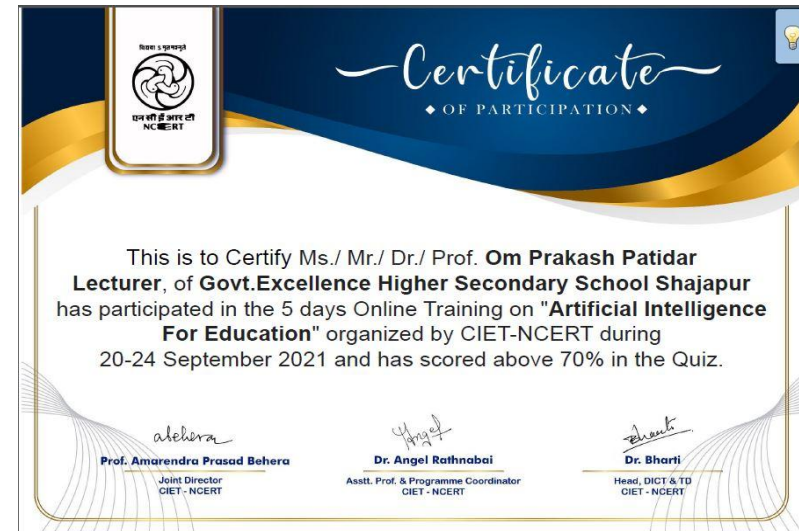 एन सी ई आर टी
NCERT
Certificate
OF PARTICIPATION
This is to Certify Ms./ Mr./ Dr./ Prof. Om Prakash Patidar
Lecturer, of Govt.Excellence Higher Secondary School Shajapur
has participated in the 5 days Online Training on "Artificial Intelligence
For Education" organized by CIET-NCERT during
20-24 September 2021 and has scored above 70% in the Quiz.
Prof. Amarendra Prasad Behera
Joint Director
CIET - NCERT
Dr. Angel Rathnabai
Asstt. Prof. & Programme Coordinator
CIET - NCERT
Dr. Bharti
Head, DICT & TD
CIET - NCERT